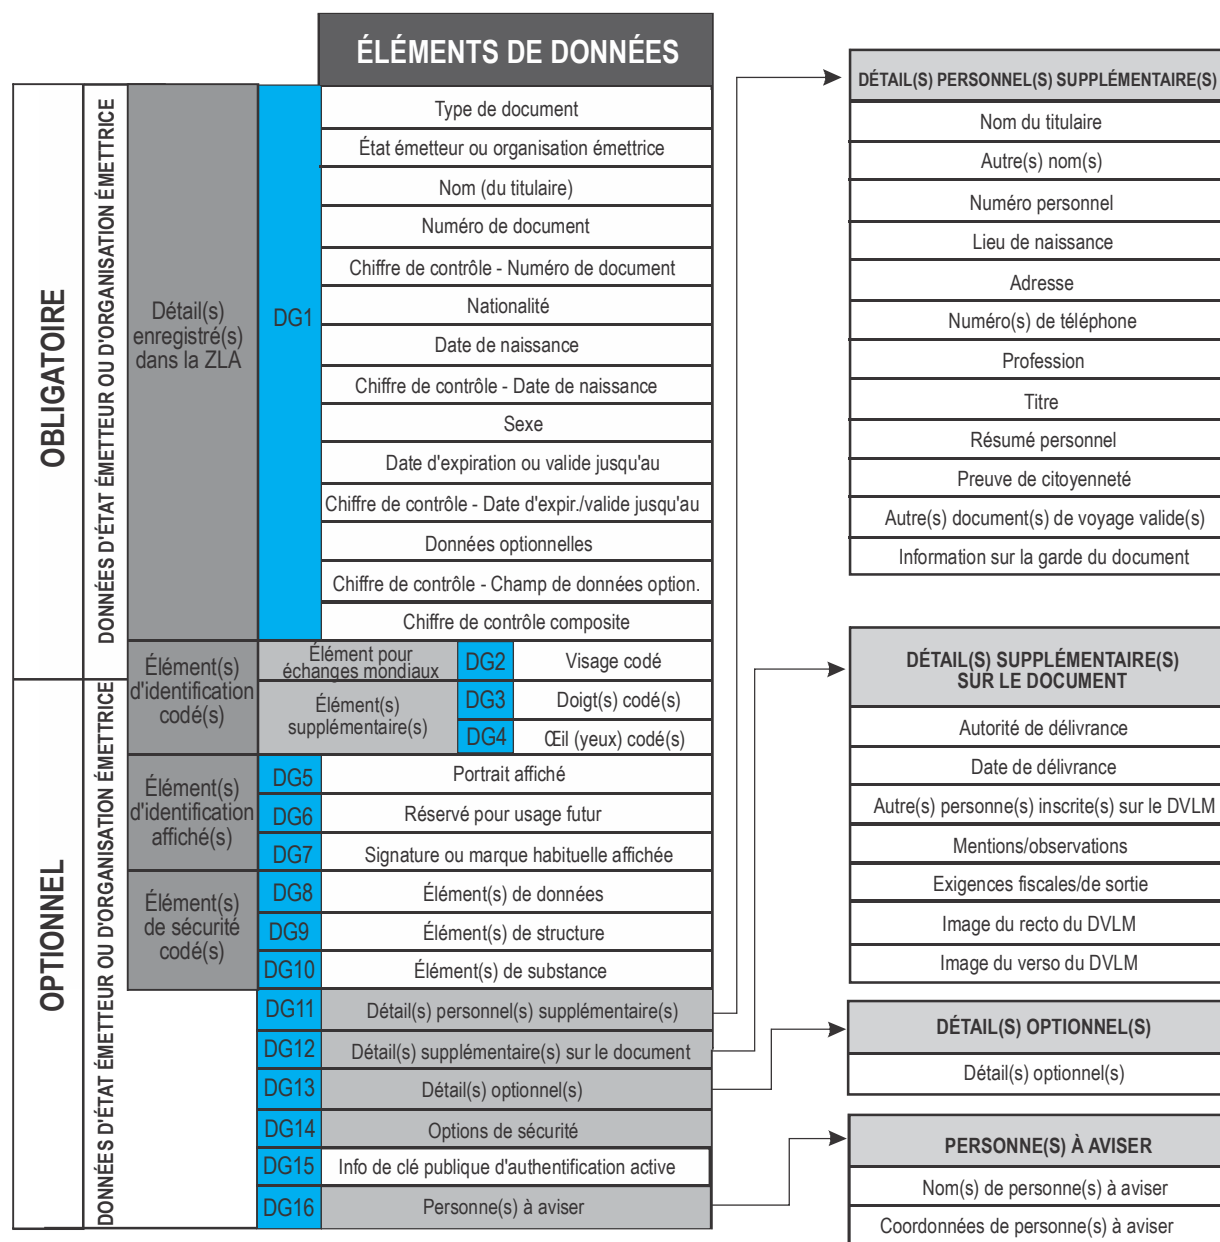 ÉLÉMENTS DE DONNÉES
OBLIGATOIRE
DONNÉES D'ÉTAT ÉMETTEUR OU D'ORGANISATION ÉMETTRICE
Détail(s)
enregistré(s)
dans la ZLA
DG1
Type de document
État émetteur ou organisation émettrice
Nom (du titulaire)
Numéro de document
Chiffre de contrôle - Numéro de document
Nationalité
Date de naissance
Chiffre de contrôle - Date de naissance
Sexe
Date d'expiration ou valide jusqu'au
Chiffre de contrôle - Date d'expir./valide jusqu'au
Données optionnelles
Chiffre de contrôle - Champ de données option.
Chiffre de contrôle composite
Élément(s)
d'identification
codé(s)
Élément pour
échanges mondiaux
DG2
Visage codé
OPTIONNEL
DONNÉES D'ÉTAT ÉMETTEUR OU D'ORGANISATION ÉMETTRICE
Élément(s)
supplémentaire(s)
DG3
Doigt(s) codé(s)
DG4
Œil (yeux) codé(s)
Élément(s)
d'identification
affiché(s)
DG5
Portrait affiché
DG6
Réservé pour usage futur
DG7
Signature ou marque habituelle affichée
Élément(s)
de sécurité
codé(s)
DG8
Élément(s) de données
DG9
Élément(s) de structure
DG10
Élément(s) de substance
DG11
Détail(s) personnel(s) supplémentaire(s)
DG12
Détail(s) supplémentaire(s) sur le document
DG13
Détail(s) optionnel(s)
DG14
Options de sécurité
DG15
Info de clé publique d'authentification active
DG16
Personne(s) à aviser
DÉTAIL(S) PERSONNEL(S) SUPPLÉMENTAIRE(S)
Nom du titulaire
Autre(s) nom(s)
Numéro personnel
Lieu de naissance
Adresse
Numéro(s) de téléphone
Profession
Titre
Résumé personnel
Preuve de citoyenneté
Autre(s) document(s) de voyage valide(s)
Information sur la garde du document
DÉTAIL(S) SUPPLÉMENTAIRE(S)
SUR LE DOCUMENT
Autorité de délivrance
Date de délivrance
Autre(s) personne(s) inscrite(s) sur le DVLM
Mentions/observations
Exigences fiscales/de sortie
Image du recto du DVLM
Image du verso du DVLM
DÉTAIL(S) OPTIONNEL(S)
Détail(s) optionnel(s)
PERSONNE(S) À AVISER
Nom(s) de personne(s) à aviser
Coordonnées de personne(s) à aviser